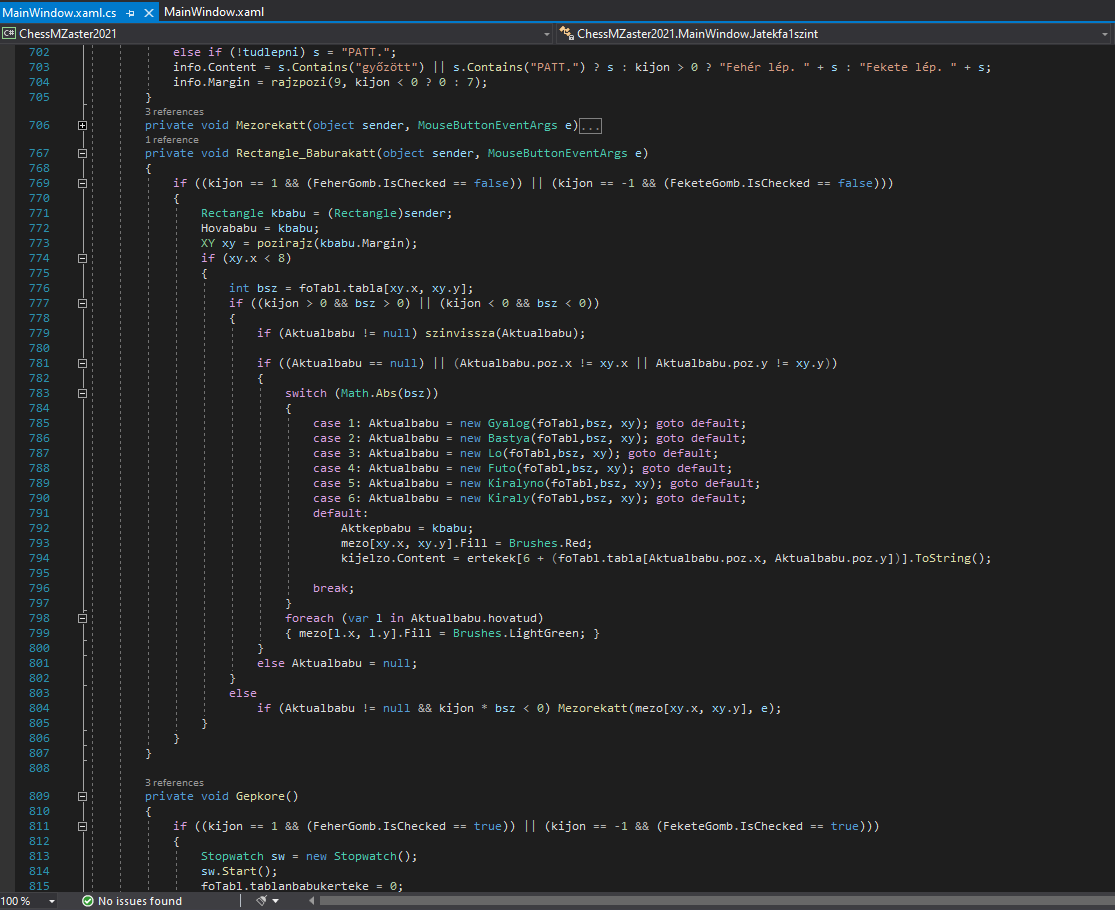 MainWindow.xaml.cs MainWindow.xaml
C# ChessMZaster2021 ChessMZaster2021.MainWindow.Jatekfa1szint
702 else if (!tudlepni) s = "PATT.";
703 info.Content = s.Contains("győzött") || s.Contains("PATT.") ? s : kijon > 0 ? "Fehér lép. " + s : "Fekete lép. " + s;
704 info.Margin = rajzpozi(9, kijon < 0 ? 0 : 7);
705 }
3 references
706 private void Mezorekatt(object sender, MouseButtonEventArgs e)...
1 reference
767 private void Rectangle_Baburakatt(object sender, MouseButtonEventArgs e)
768 {
769 if ((kijon == 1 && (FeherGomb.IsChecked == false)) || (kijon == -1 && (FeketeGomb.IsChecked == false)))
770 {
771 Rectangle kbabu = (Rectangle)sender;
772 Hovababu = kbabu;
773 XY xy = pozirajz(kbabu.Margin);
774 if (xy.x < 8)
775 {
776 int bsz = foTabl.tabla[xy.x, xy.y];
777 if ((kijon > 0 && bsz > 0) || (kijon < 0 && bsz < 0))
778 {
779 if (Aktualbabu != null) szinvissza(Aktualbabu);
780
781 if ((Aktualbabu == null) || (Aktualbabu.poz.x != xy.x || Aktualbabu.poz.y != xy.y))
782 {
783 switch (Math.Abs(bsz))
784 {
785 case 1: Aktualbabu = new Gyalog(foTabl,bsz, xy); goto default;
786 case 2: Aktualbabu = new Bastya(foTabl,bsz, xy); goto default;
787 case 3: Aktualbabu = new Lo(foTabl,bsz, xy); goto default;
788 case 4: Aktualbabu = new Futo(foTabl,bsz, xy); goto default;
789 case 5: Aktualbabu = new Kiralyno(foTabl,bsz, xy); goto default;
790 case 6: Aktualbabu = new Kiraly(foTabl,bsz, xy); goto default;
791 default:
792 Aktkepbabu = kbabu;
793 mezo[xy.x, xy.y].Fill = Brushes.Red;
794 kijelzo.Content = ertekek[6 + (foTabl.tabla[Aktualbabu.poz.x, Aktualbabu.poz.y])].ToString();
795
796 break;
797 }
798 foreach (var l in Aktualbabu.hovatud)
799 { mezo[l.x, l.y].Fill = Brushes.LightGreen; }
800 }
801 else Aktualbabu = null;
802 }
803 else
804 if (Aktualbabu != null && kijon * bsz < 0) Mezorekatt(mezo[xy.x, xy.y], e);
805 }
806 }
807 }
808
3 references
809 private void Gepkore()
810 {
811 if ((kijon == 1 && (FeherGomb.IsChecked == true)) || (kijon == -1 && (FeketeGomb.IsChecked == true)))
812 {
813 Stopwatch sw = new Stopwatch();
814 sw.Start();
815 foTabl.tablanbabukerteke = 0;
100 % No issues found